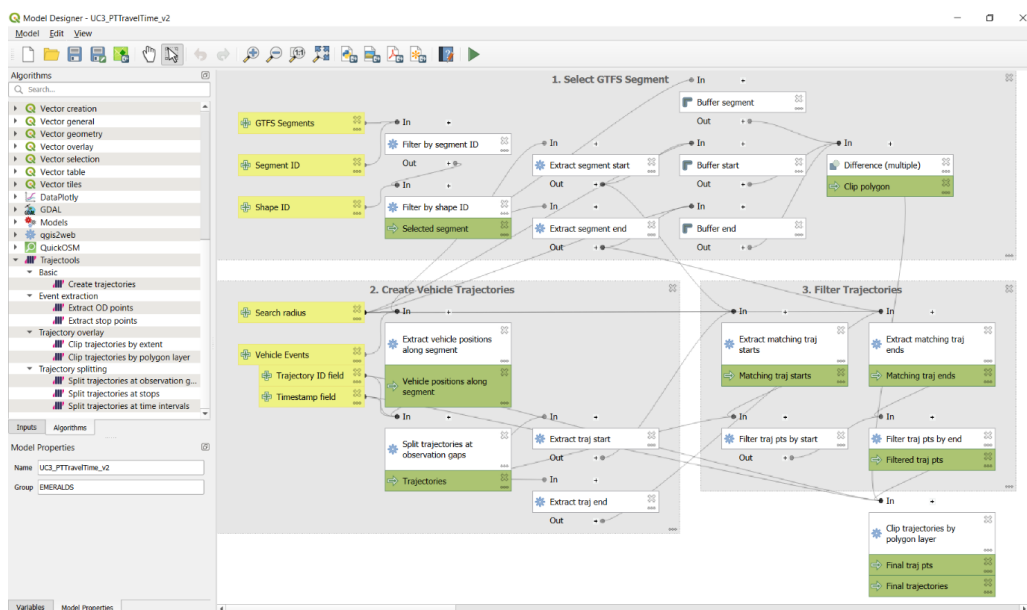 Model Designer - UC3_PTTravelTime_v2
Model Edit View
Algorithms
Search...
Vector creation
Vector general
Vector geometry
Vector overlay
Vector selection
Vector table
Vector tiles
DataPlotly
GDAL
Models
qgis2web
QuickOSM
Trajectools
Basic
Create trajectories
Event extraction
Extract OD points
Extract stop points
Trajectory overlay
Clip trajectories by extent
Clip trajectories by polygon layer
Trajectory splitting
Split trajectories at observation g...
Split trajectories at stops
Split trajectories at time intervals
Inputs Algorithms
Model Properties
Name UC3_PTTravelTime_v2
Group EMERALDS
Variables Model Properties
1. Select GTFS Segment
GTFS Segments
Segment ID
Shape ID
In
Filter by segment ID
Out
In
Filter by shape ID
Selected segment
In
Extract segment start
Out
In
Extract segment end
Out
In
Buffer segment
Out
In
Buffer start
Out
In
Buffer end
Out
In
Difference (multiple)
Clip polygon
2. Create Vehicle Trajectories
Search radius
Vehicle Events
Trajectory ID field
Timestamp field
In
Extract vehicle positions
along segment
Vehicle positions along
segment
In
Split trajectories at
observation gaps
Trajectories
In
Extract traj start
Out
In
Extract traj end
Out
3. Filter Trajectories
In
Extract matching traj
starts
Matching traj starts
In
Extract matching traj
ends
Matching traj ends
In
Filter traj pts by start
Out
In
Filter traj pts by end
Filtered traj pts
In
Clip trajectories by
polygon layer
Final traj pts
Final trajectories